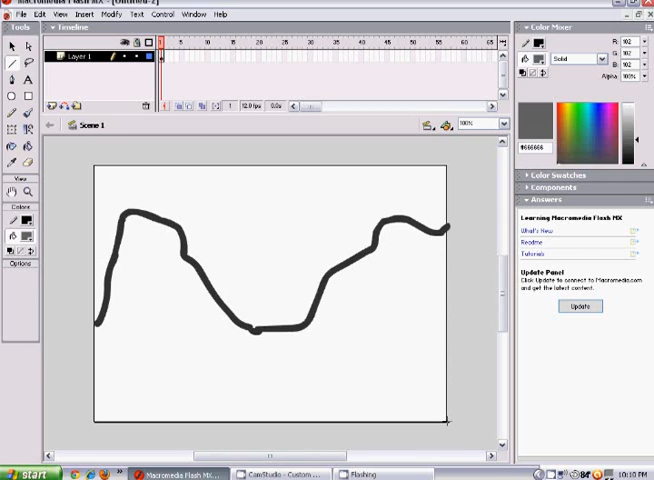 Macromedia Flash MX - [Untitled-2]
File Edit View Insert Modify Text Control Window Help
Tools
Timeline
1 5 10 15 20 25 30 35 40 45 50 55 60 65
Layer 1
1 12.0 fps 0.0s
Scene 1
100%
View
Colors
Options
Color Mixer
R: 102
G: 102
Solid
B: 102
Alpha: 100%
#666666
Color Swatches
Components
Answers
Learning Macromedia Flash MX
What's New
Readme
Tutorials
Update Panel
Click Update to connect to Macromedia.com
and get the latest content.
Update
start
Macromedia Flash MX...
CamStudio - Custom ...
Flashing
84°
10:10 PM